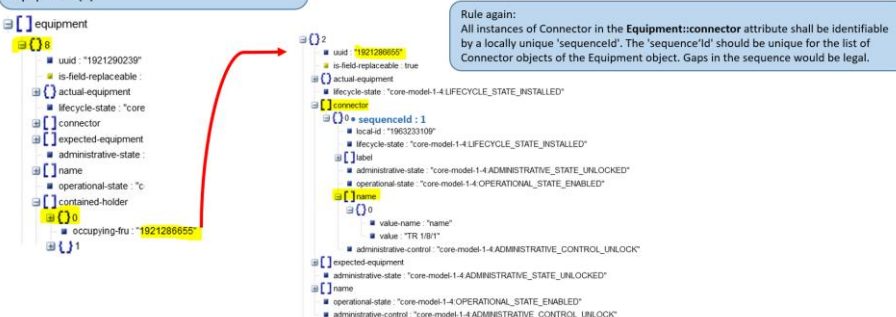 equipment
8
uuid : "1921290239"
is-field-replaceable :
actual-equipment
lifecycle-state : "core
connector
expected-equipment
administrative-state :
name
operational-state : "c
contained-holder
0
occupying-fru : "1921286655"
1
2
uuid : "1921286655"
is-field-replaceable : true
actual-equipment
lifecycle-state : "core-model-1-4:LIFECYCLE_STATE_INSTALLED"
connector
0 • sequenceId : 1
local-id : "1963233109"
lifecycle-state : "core-model-1-4:LIFECYCLE_STATE_INSTALLED"
label
administrative-state : "core-model-1-4:ADMINISTRATIVE_STATE_UNLOCKED"
operational-state : "core-model-1-4:OPERATIONAL_STATE_ENABLED"
name
0
value-name : "name"
value : "TR 1/8/1"
administrative-control : "core-model-1-4:ADMINISTRATIVE_CONTROL_UNLOCK"
expected-equipment
administrative-state : "core-model-1-4:ADMINISTRATIVE_STATE_UNLOCKED"
name
operational-state : "core-model-1-4:OPERATIONAL_STATE_ENABLED"
administrative-control : "core-model-1-4:ADMINISTRATIVE_CONTROL_UNLOCK"
Rule again:
All instances of Connector in the Equipment::connector attribute shall be identifiable
by a locally unique 'sequenceId'. The 'sequence'Id' should be unique for the list of
Connector objects of the Equipment object. Gaps in the sequence would be legal.